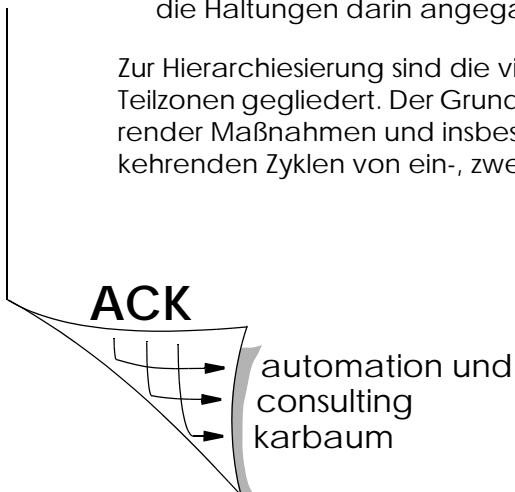 die Haltungen darin angega
Zur Hierarchiesierung sind die vi
Teilzonen gegliedert. Der Grund
render Maßnahmen und insbes
kehrenden Zyklen von ein-, zwe
ACK
automation und
consulting
karbaum